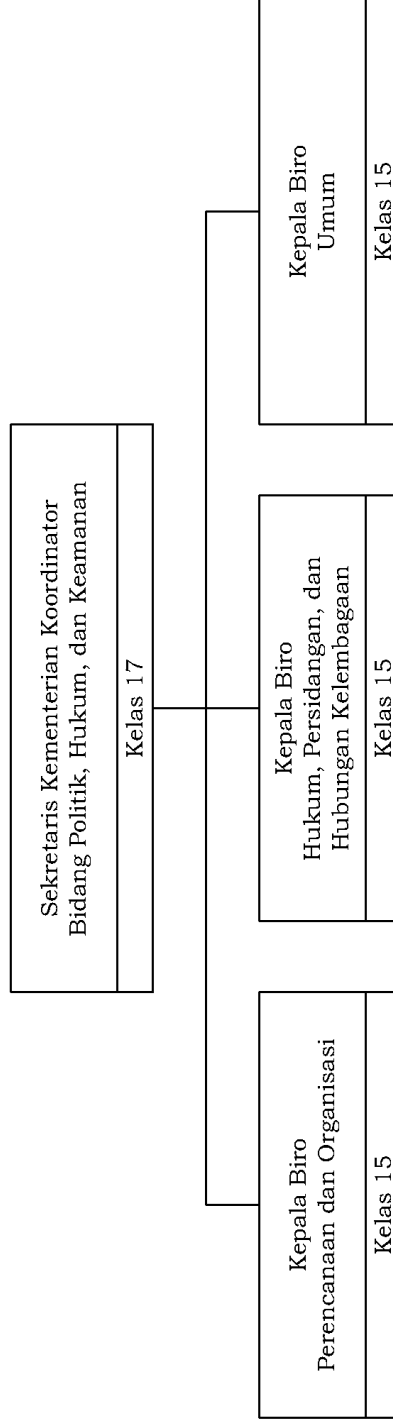 Sekretaris Kementerian Koordinator
Bidang Politik, Hukum, dan Keamanan
Kelas 17
Kepala Biro
Perencanaan dan Organisasi
Kelas 15
Kepala Biro
Hukum, Persidangan, dan
Hubungan Kelembagaan
Kelas 15
Kepala Biro
Umum
Kelas 15